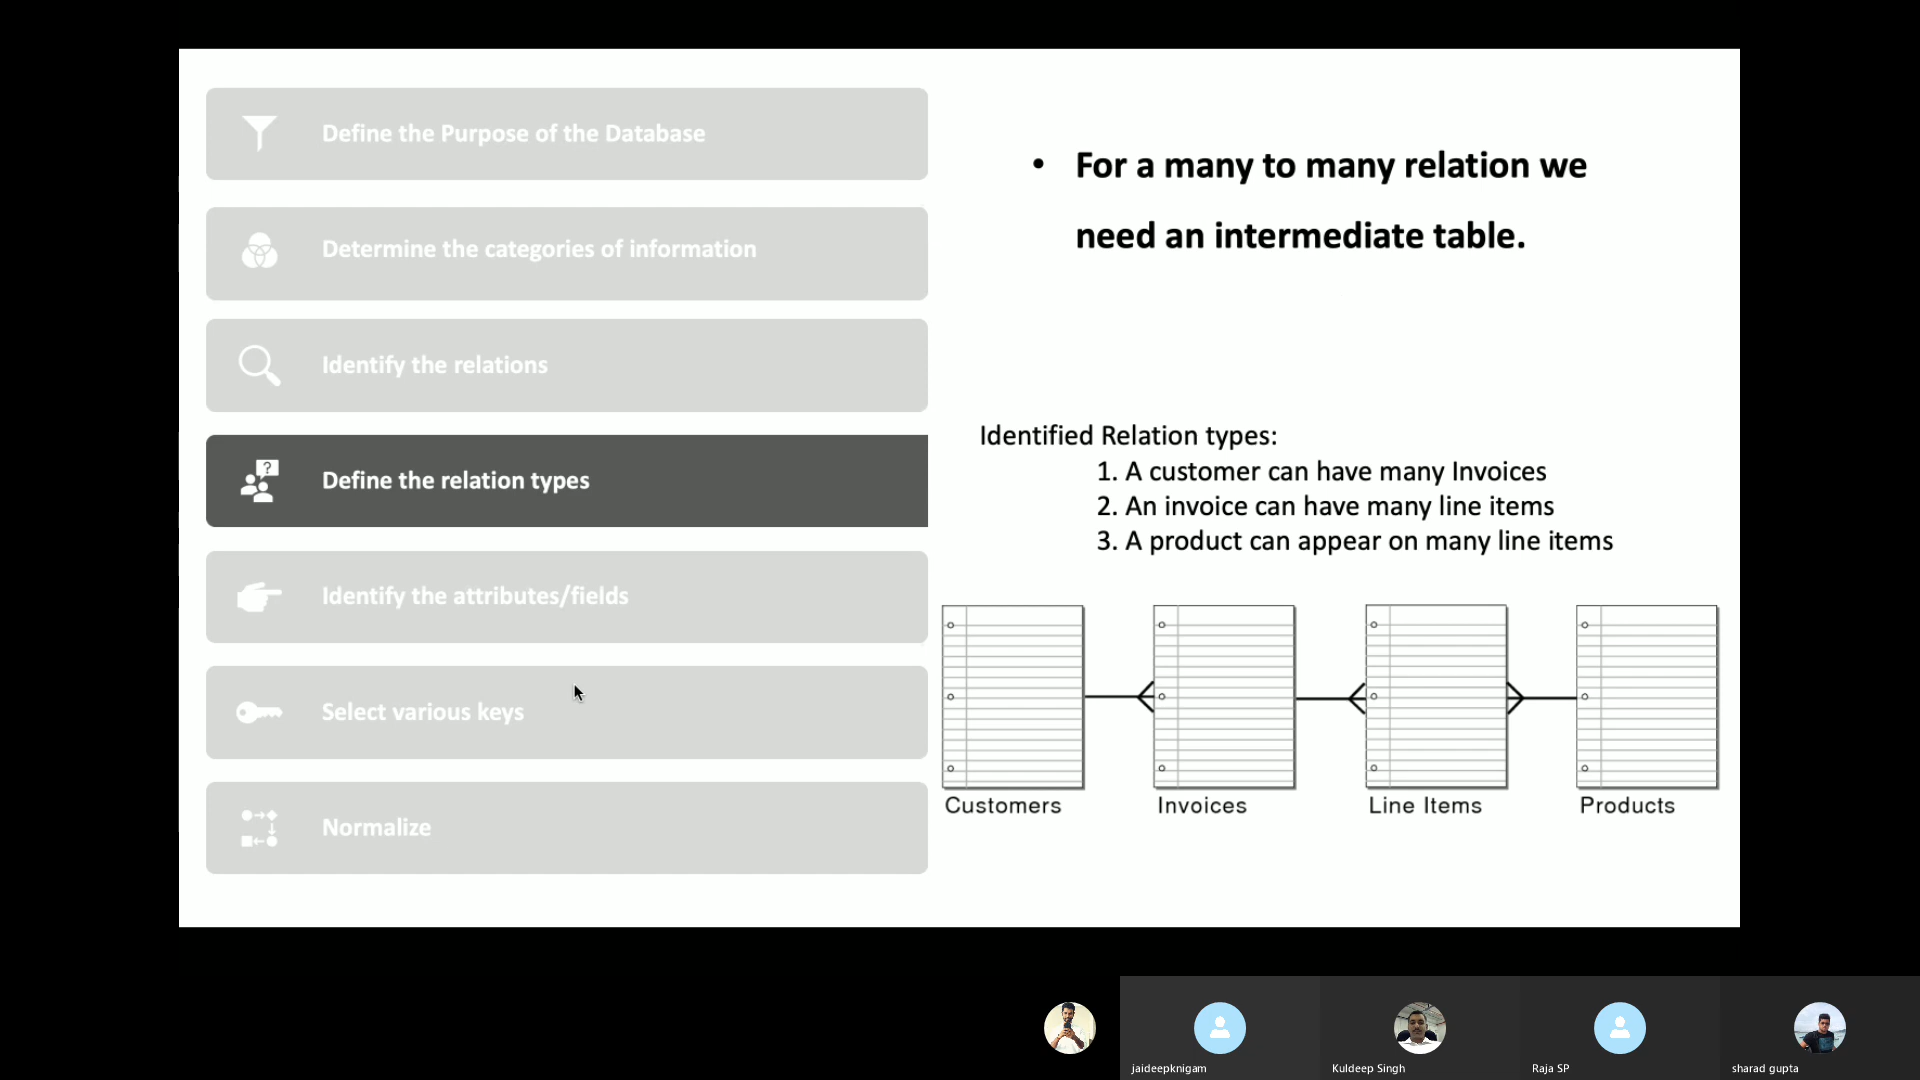 Define the Purpose of the Database
Determine the categories of information
Identify the relations
?
Define the relation types
Identify the attributes/fields
Select various keys
Normalize
• For a many to many relation we
need an intermediate table.
Identified Relation types:
1. A customer can have many Invoices
2. An invoice can have many line items
3. A product can appear on many line items
Customers
Invoices
Line Items
Products
jaideepknigam
Kuldeep Singh
Raja SP
sharad gupta